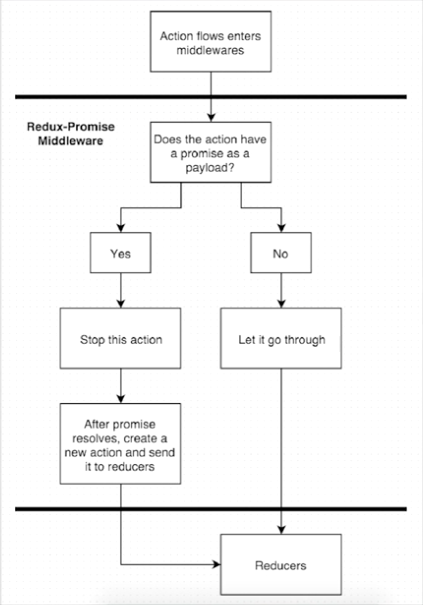 Action flows enters
middlewares
Redux-Promise
Middleware
Does the action have
a promise as a
payload?
Yes
No
Stop this action
Let it go through
After promise
resolves, create a
new action and send
it to reducers
Reducers